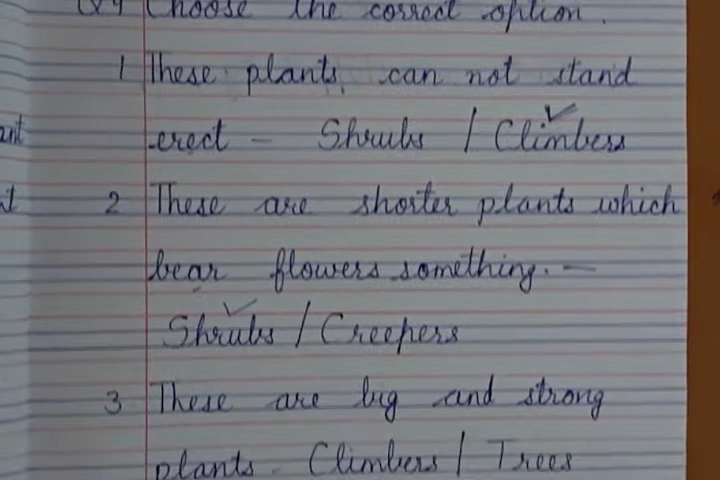 Q4 Choose the correct option.
1 These plants can not stand
erect - Shrubs / Climbers
2 These are shorter plants which
bear flowers something. -
Shrubs / Creepers
3 These are big and strong
plants - Climbers / Trees